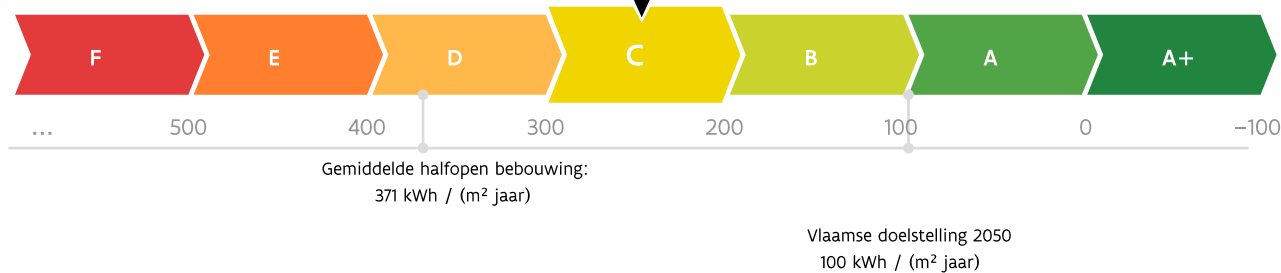 F E D C B A A+
... 500 400 300 200 100 0 −100
Gemiddelde halfopen bebouwing:
371 kWh / (m² jaar)
Vlaamse doelstelling 2050
100 kWh / (m² jaar)